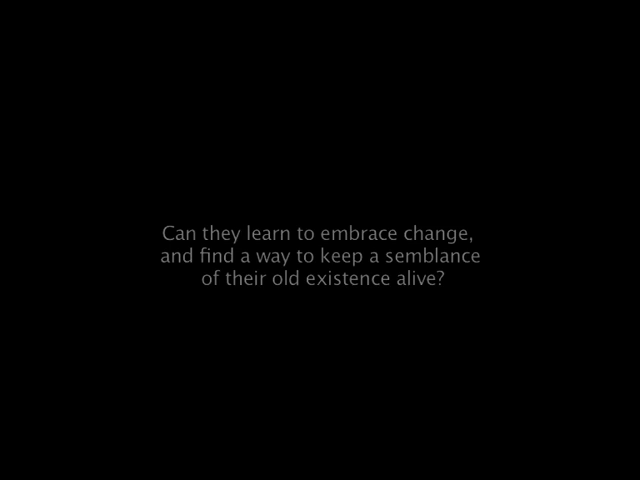 Can they learn to embrace change,
and find a way to keep a semblance
of their old existence alive?